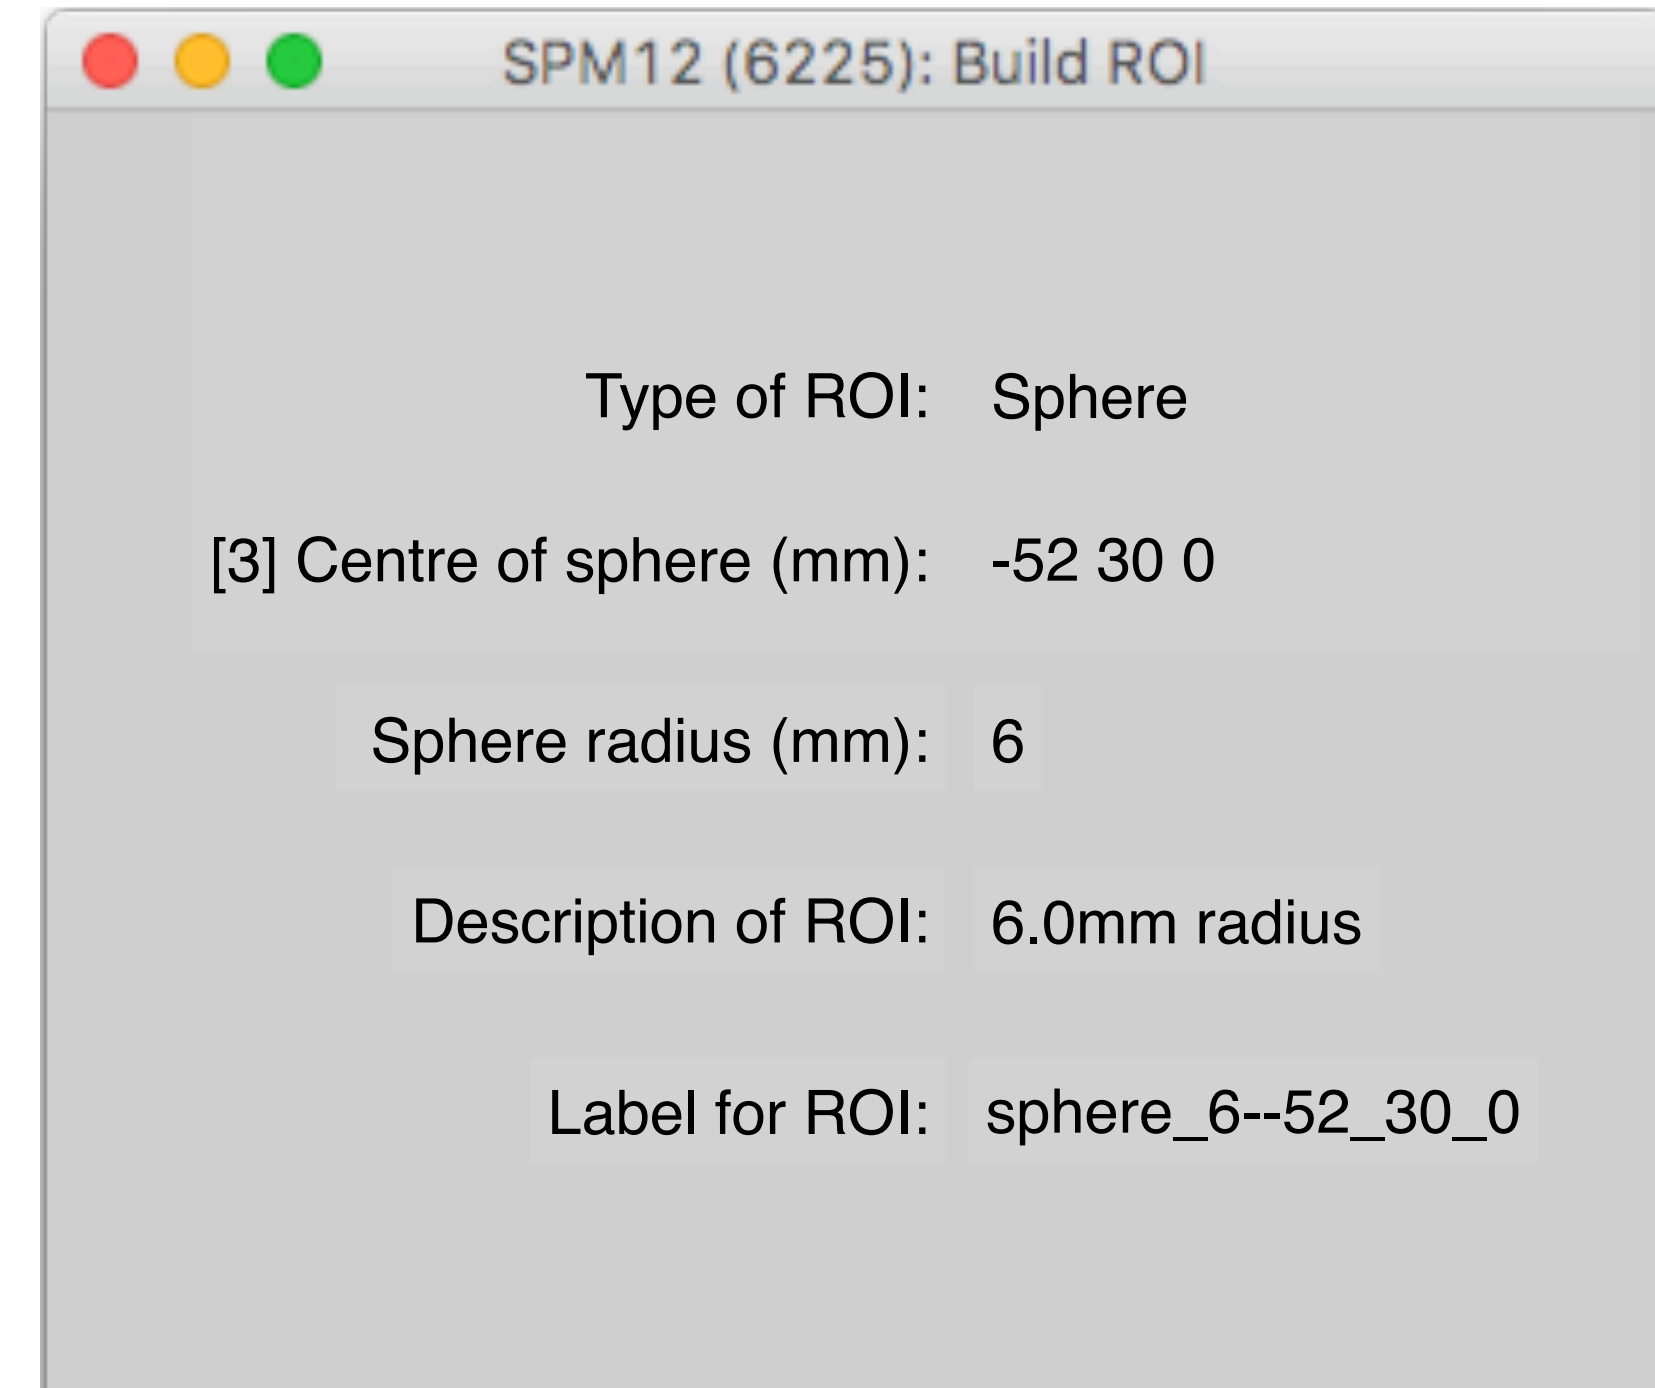 SPM12 (6225): Build ROI
Type of ROI: Sphere
[3] Centre of sphere (mm): -52 30 0
Sphere radius (mm): 6
Description of ROI: 6.0mm radius
Label for ROI: sphere_6--52_30_0